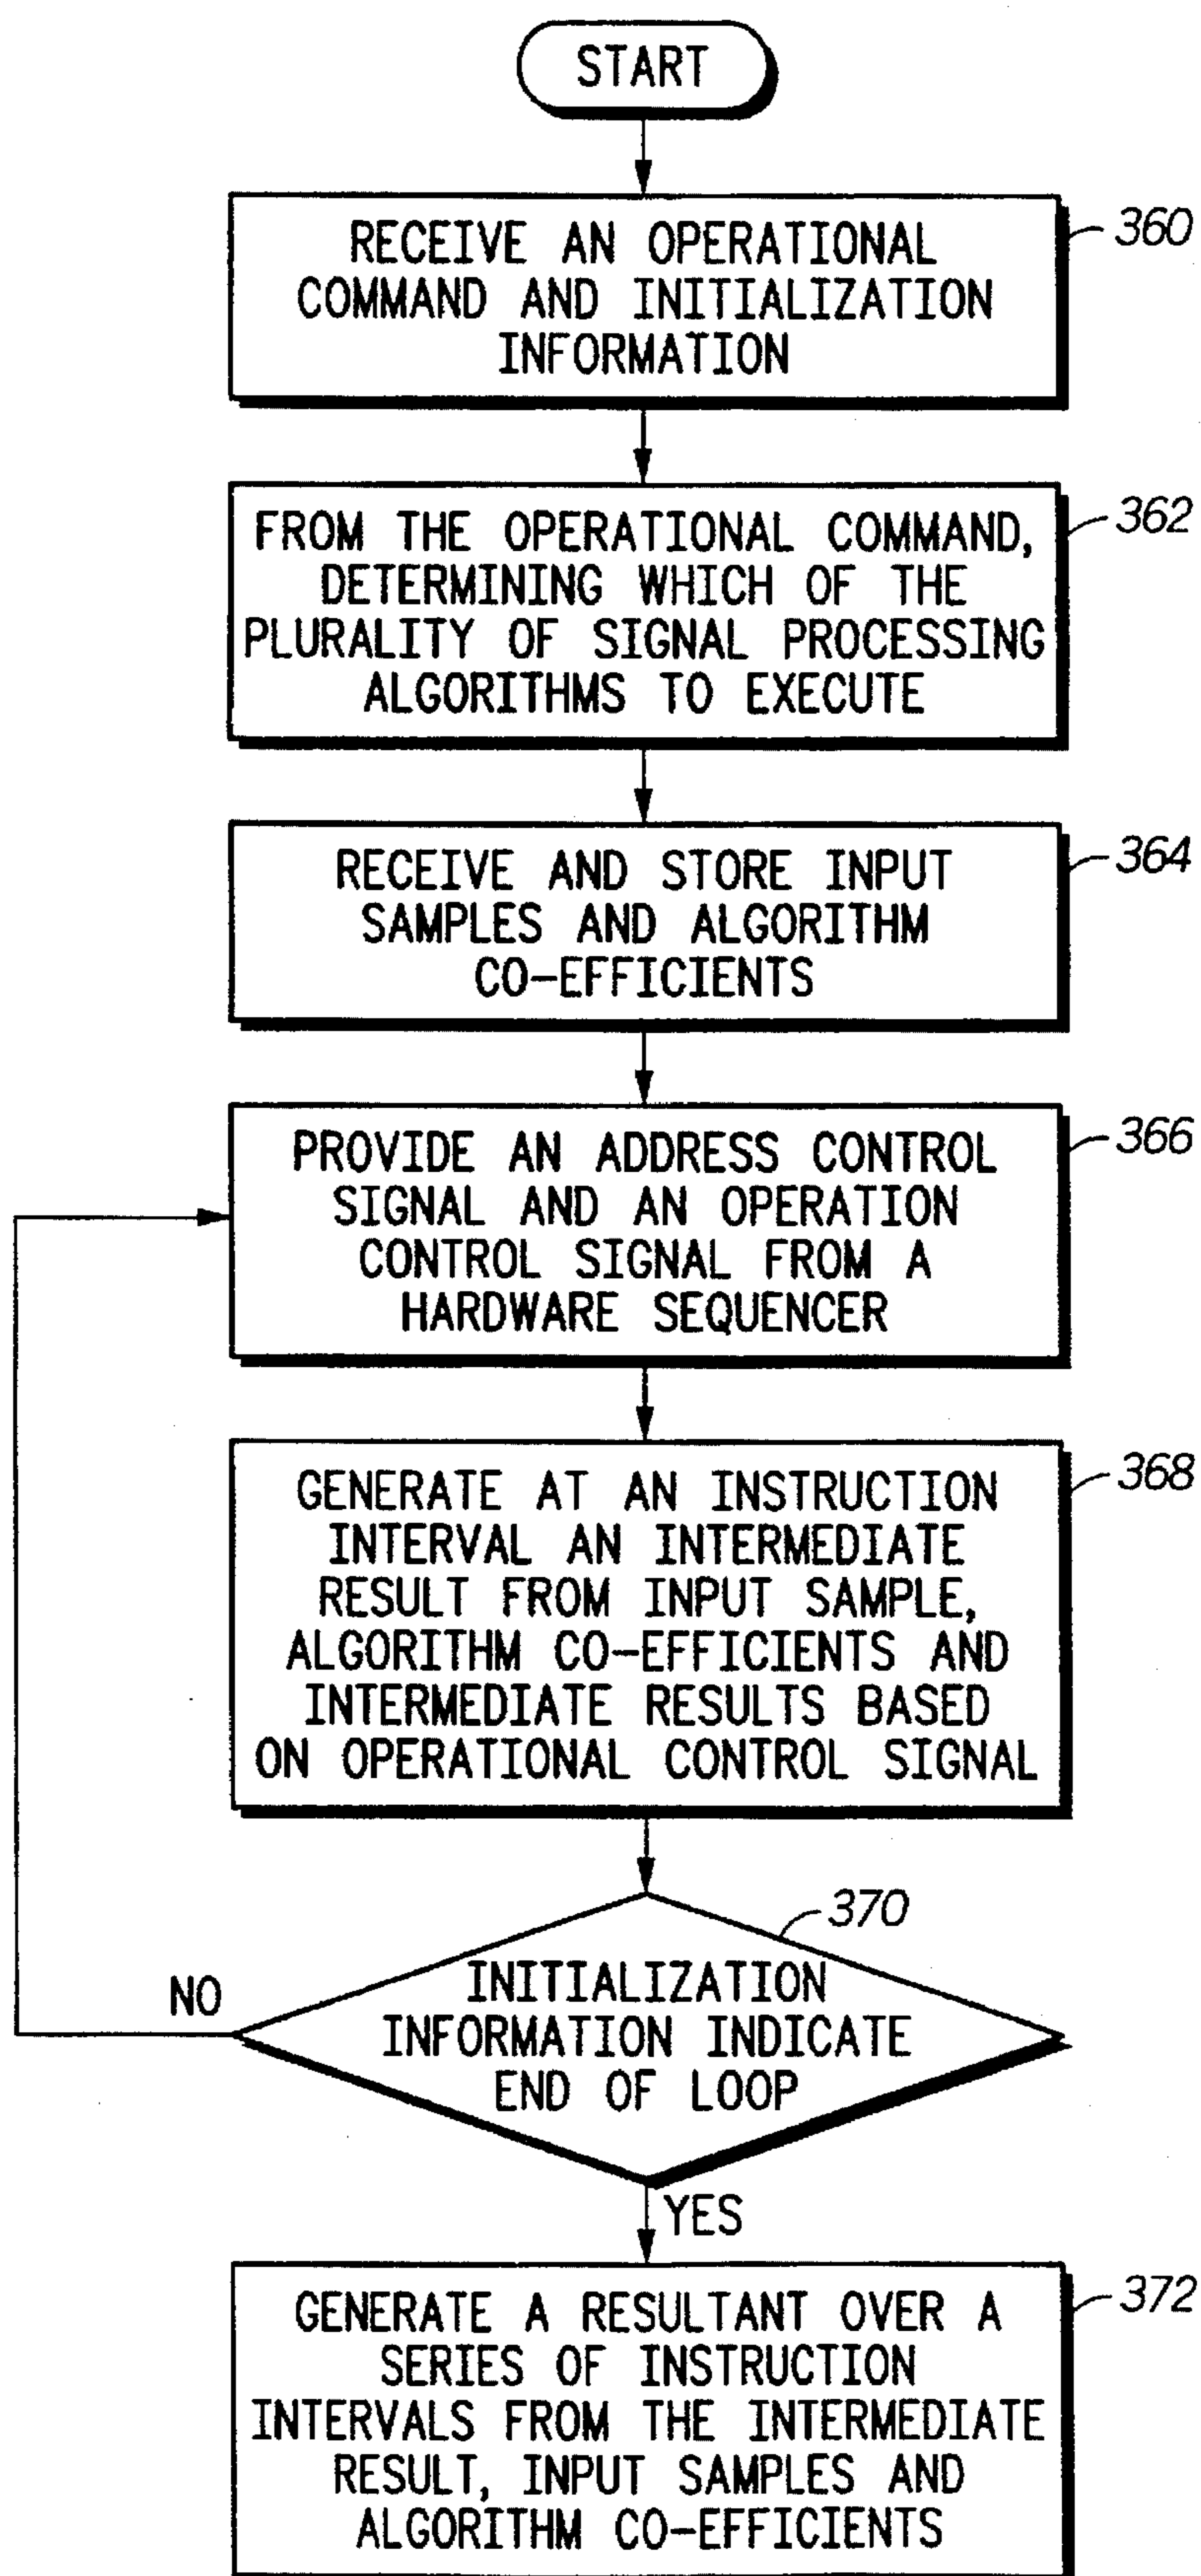 START
RECEIVE AN OPERATIONAL
COMMAND AND INITIALIZATION
INFORMATION
360
FROM THE OPERATIONAL COMMAND,
DETERMINING WHICH OF THE
PLURALITY OF SIGNAL PROCESSING
ALGORITHMS TO EXECUTE
362
RECEIVE AND STORE INPUT
SAMPLES AND ALGORITHM
CO-EFFICIENTS
364
PROVIDE AN ADDRESS CONTROL
SIGNAL AND AN OPERATION
CONTROL SIGNAL FROM A
HARDWARE SEQUENCER
366
GENERATE AT AN INSTRUCTION
INTERVAL AN INTERMEDIATE
RESULT FROM INPUT SAMPLE,
ALGORITHM CO-EFFICIENTS AND
INTERMEDIATE RESULTS BASED
ON OPERATIONAL CONTROL SIGNAL
368
370
NO
INITIALIZATION
INFORMATION INDICATE
END OF LOOP
YES
GENERATE A RESULTANT OVER A
SERIES OF INSTRUCTION
INTERVALS FROM THE INTERMEDIATE
RESULT, INPUT SAMPLES AND
ALGORITHM CO-EFFICIENTS
372